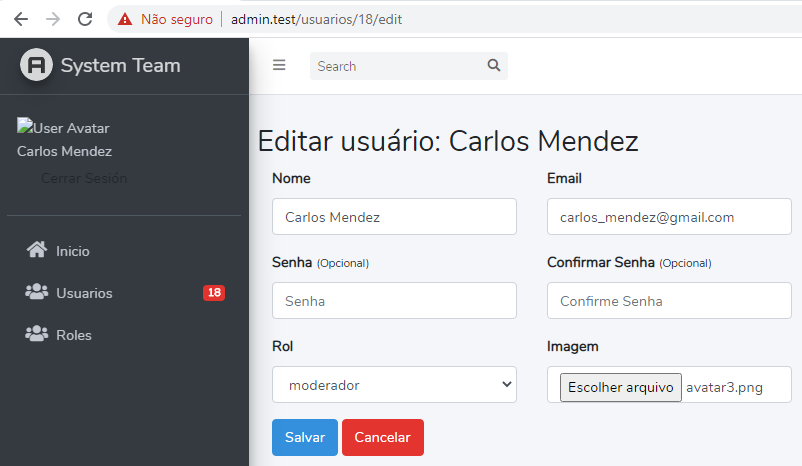 Não seguro admin.test/usuarios/18/edit
System Team
Search
User Avatar
Carlos Mendez
Cerrar Sesión
Inicio
Usuarios 18
Roles
Editar usuário: Carlos Mendez
Nome Email
Carlos Mendez carlos_mendez@gmail.com
Senha (Opcional) Confirmar Senha (Opcional)
Senha Confirme Senha
Rol Imagem
moderador Escolher arquivo avatar3.png
Salvar Cancelar